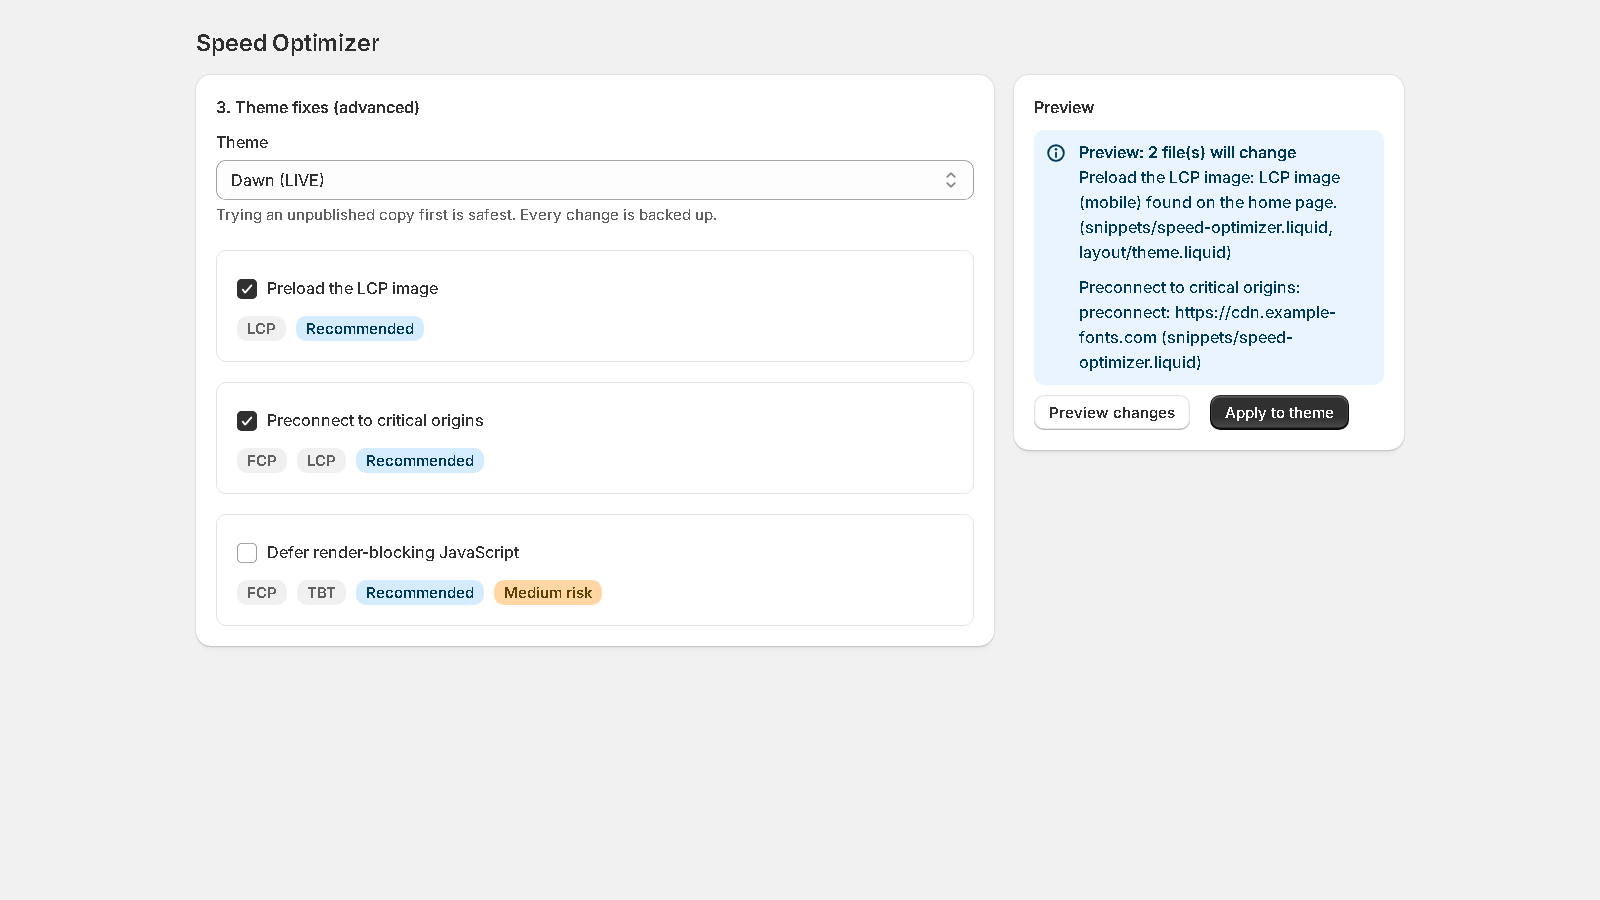 Speed Optimizer
3. Theme fixes (advanced)
Theme
Dawn (LIVE)
Trying an unpublished copy first is safest. Every change is backed up.
Preload the LCP image
LCP Recommended
Preconnect to critical origins
FCP LCP Recommended
Defer render-blocking JavaScript
FCP TBT Recommended Medium risk
Preview
Preview: 2 file(s) will change
Preload the LCP image: LCP image
(mobile) found on the home page.
(snippets/speed-optimizer.liquid,
layout/theme.liquid)
Preconnect to critical origins:
preconnect: https://cdn.example-
fonts.com (snippets/speed-
optimizer.liquid)
Preview changes Apply to theme